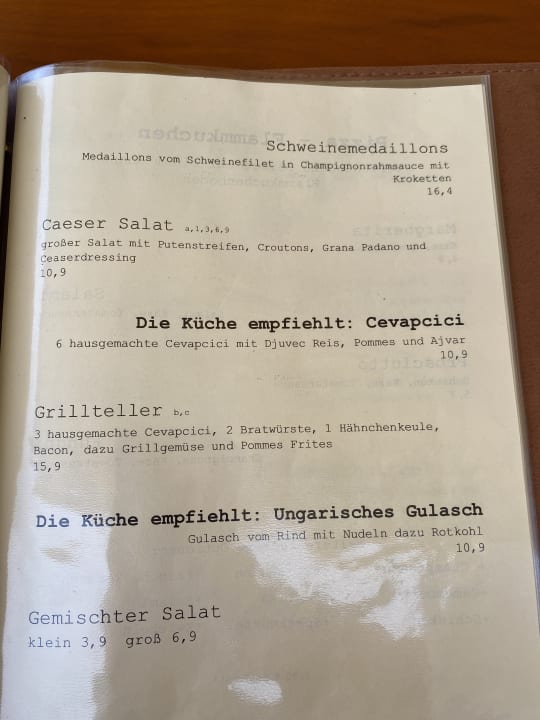 Schweinemedaillons
Medaillons vom Schweinefilet in Champignonrahmsauce mit
Kroketten
16,4
Caeser Salat a,1,3,6,9
großer Salat mit Putenstreifen, Croutons, Grana Padano und
Ceaserdressing
10,9
Die Küche empfiehlt: Cevapcici
6 hausgemachte Cevapcici mit Djuvec Reis, Pommes und Ajvar
10,9
Grillteller b,c
3 hausgemachte Cevapcici, 2 Bratwürste, 1 Hähnchenkeule,
Bacon, dazu Grillgemüse und Pommes Frites
15,9
Die Küche empfiehlt: Ungarisches Gulasch
Gulasch vom Rind mit Nudeln dazu Rotkohl
10,9
Gemischter Salat
klein 3,9 groß 6,9